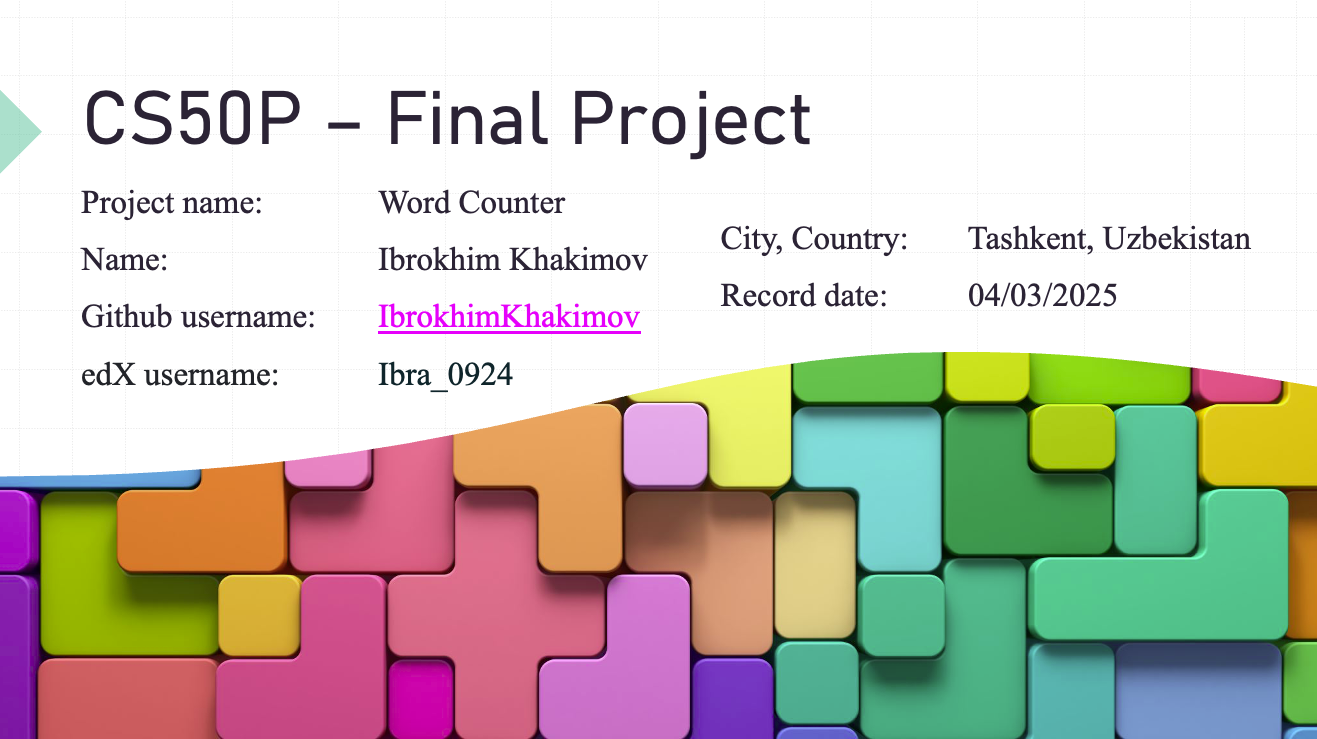 CS50P – Final Project
Project name: Word Counter
Name: Ibrokhim Khakimov
Github username: IbrokhimKhakimov
edX username: Ibra_0924
City, Country: Tashkent, Uzbekistan
Record date: 04/03/2025